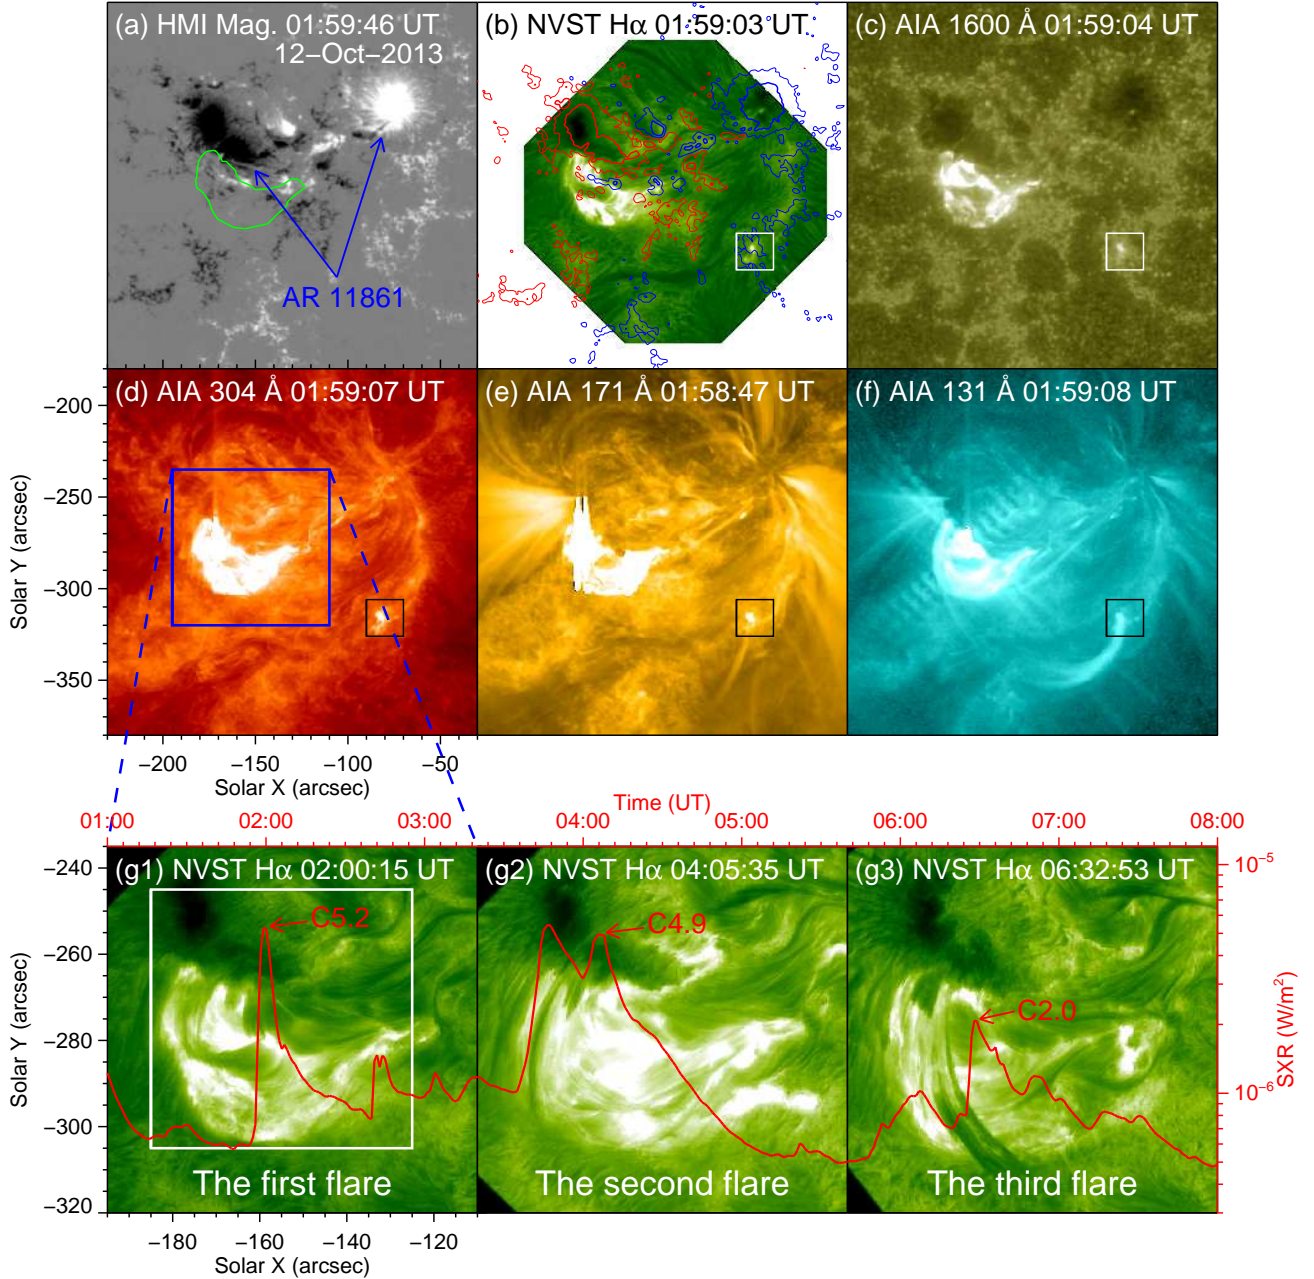 (a) HMI Mag. 01:59:46 UT
12−Oct−2013
AR 11861
(b) NVST Hα 01:59:03 UT
(c) AIA 1600 Å 01:59:04 UT
(d) AIA 304 Å 01:59:07 UT
(e) AIA 171 Å 01:58:47 UT
(f) AIA 131 Å 01:59:08 UT
−200
−250
−300
−350
Solar Y (arcsec)
−200 −150 −100 −50
Solar X (arcsec)
Time (UT)
01:00 02:00 03:00 04:00 05:00 06:00 07:00 08:00
(g1) NVST Hα 02:00:15 UT
C5.2
The first flare
(g2) NVST Hα 04:05:35 UT
C4.9
The second flare
(g3) NVST Hα 06:32:53 UT
C2.0
The third flare
−240
−260
−280
−300
−320
Solar Y (arcsec)
10⁻⁵
10⁻⁶
SXR (W/m²)
−180 −160 −140 −120
Solar X (arcsec)